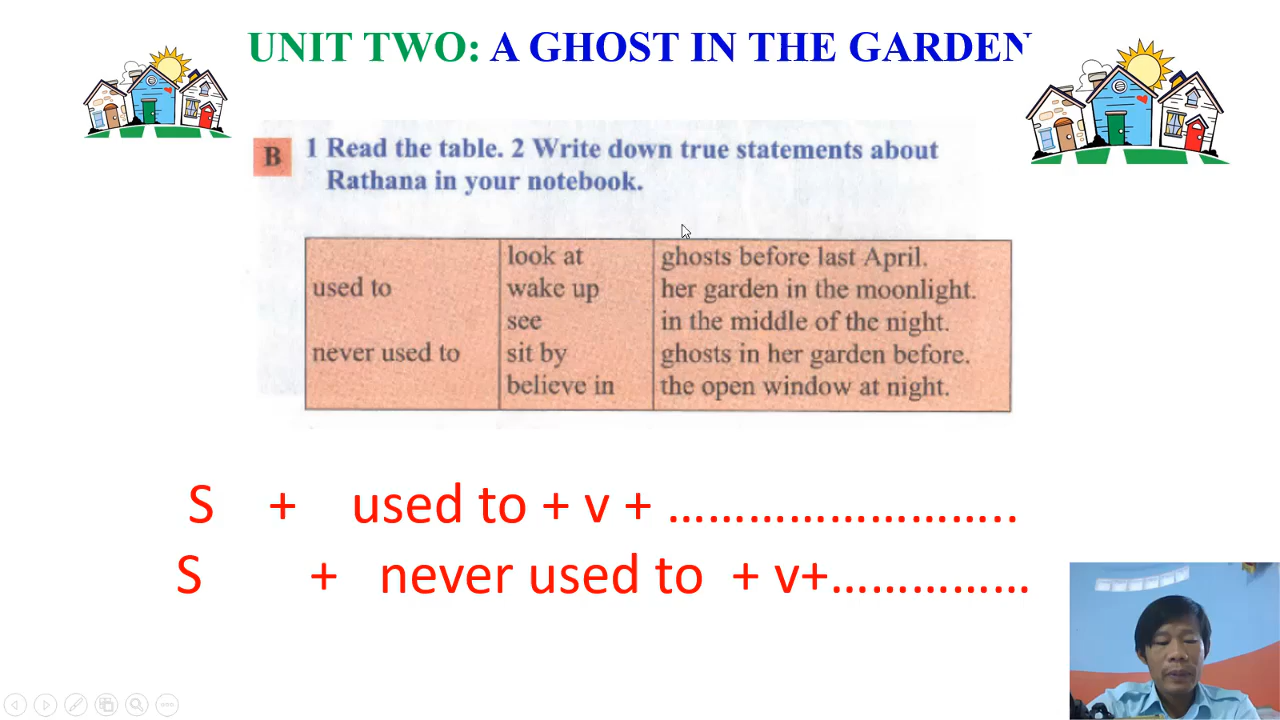 UNIT TWO: A GHOST IN THE GARDEN
B 1 Read the table. 2 Write down true statements about
Rathana in your notebook.
look at ghosts before last April.
used to wake up her garden in the moonlight.
see in the middle of the night.
never used to sit by ghosts in her garden before.
believe in the open window at night.
S + used to + v + ……………………..
S + never used to + v+……………